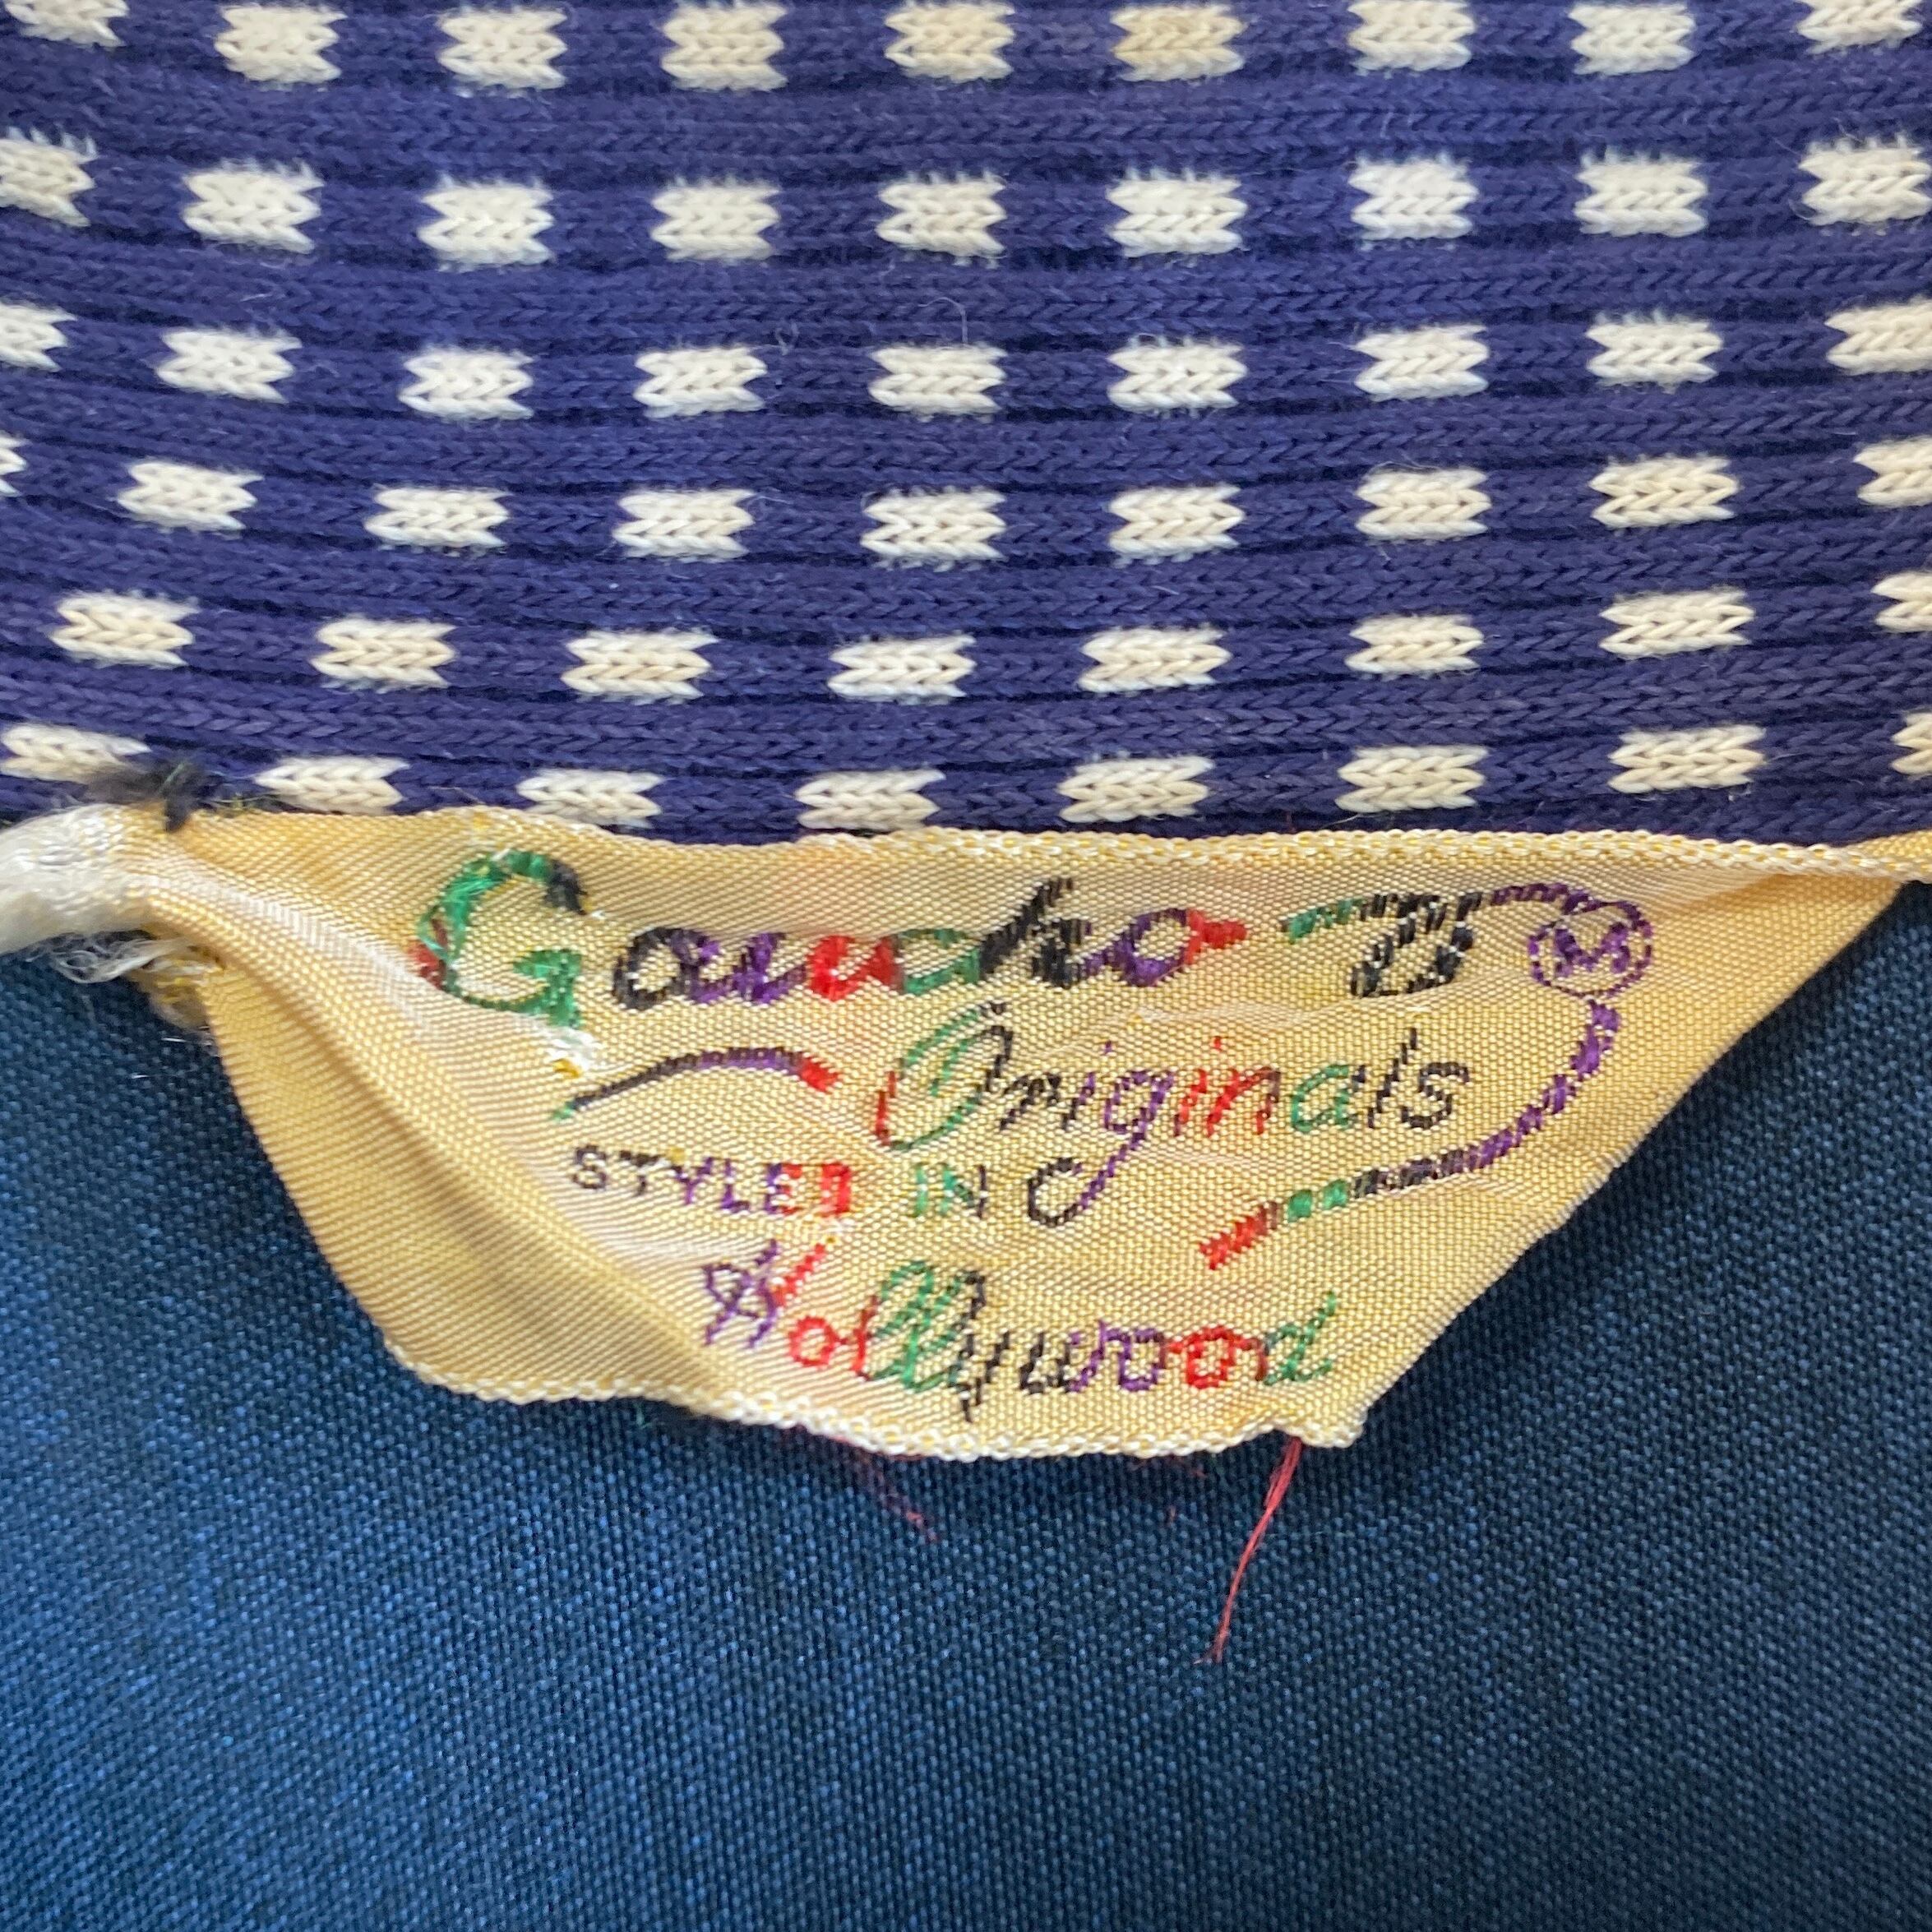 Gaucho
Originals
STYLED IN
Hollywood
M